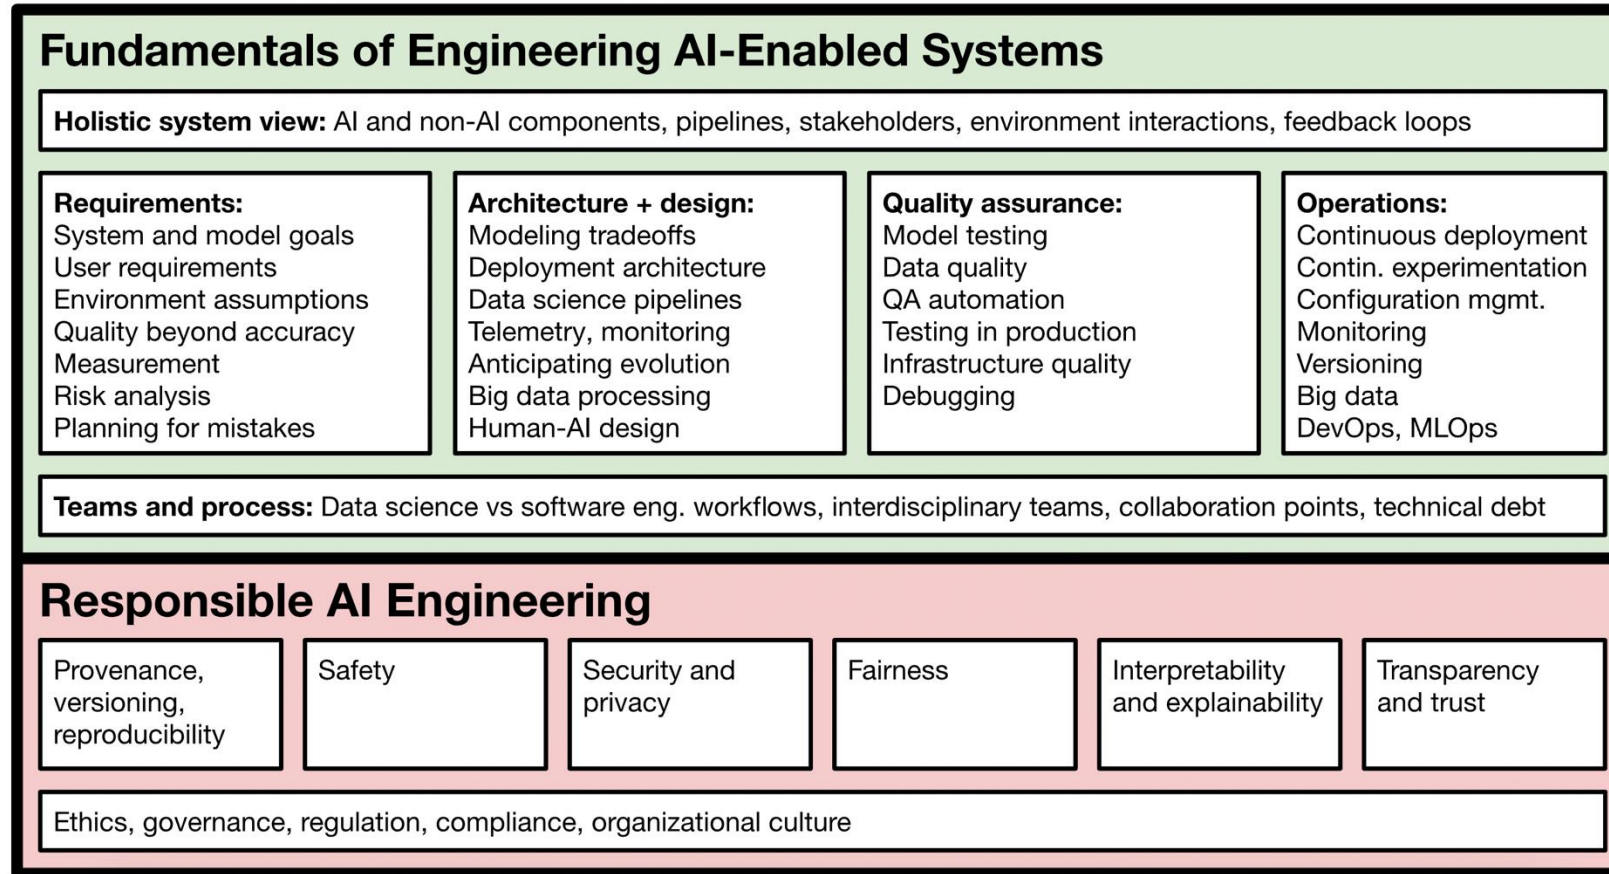 Fundamentals of Engineering AI-Enabled Systems
Holistic system view: AI and non-AI components, pipelines, stakeholders, environment interactions, feedback loops
Requirements:
System and model goals
User requirements
Environment assumptions
Quality beyond accuracy
Measurement
Risk analysis
Planning for mistakes
Architecture + design:
Modeling tradeoffs
Deployment architecture
Data science pipelines
Telemetry, monitoring
Anticipating evolution
Big data processing
Human-AI design
Quality assurance:
Model testing
Data quality
QA automation
Testing in production
Infrastructure quality
Debugging
Operations:
Continuous deployment
Contin. experimentation
Configuration mgmt.
Monitoring
Versioning
Big data
DevOps, MLOps
Teams and process: Data science vs software eng. workflows, interdisciplinary teams, collaboration points, technical debt
Responsible AI Engineering
Provenance,
versioning,
reproducibility
Safety
Security and
privacy
Fairness
Interpretability
and explainability
Transparency
and trust
Ethics, governance, regulation, compliance, organizational culture